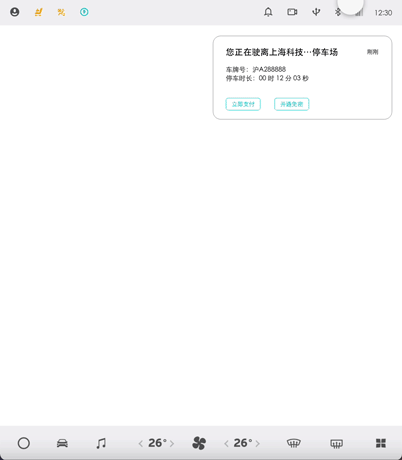 12:30
您正在驶离上海科技…停车场
刚刚
车牌号：沪A288888
停车时长：00 时 12 分 03 秒
立即支付
开通免密
26°
26°